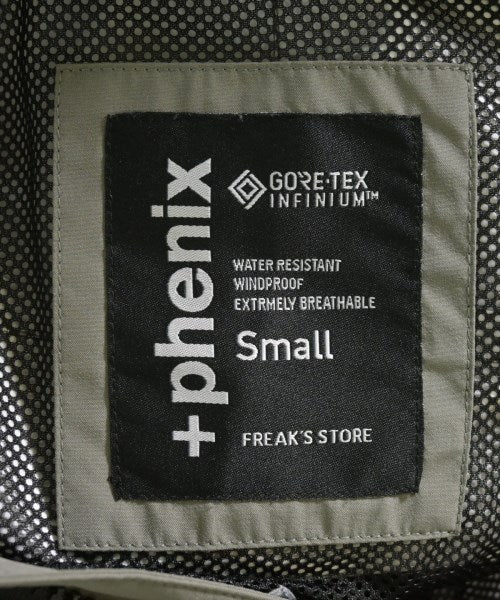 +phenix
GORE-TEX
INFINIUM™
WATER RESISTANT
WINDPROOF
EXTRMELY BREATHABLE
Small
FREAK'S STORE